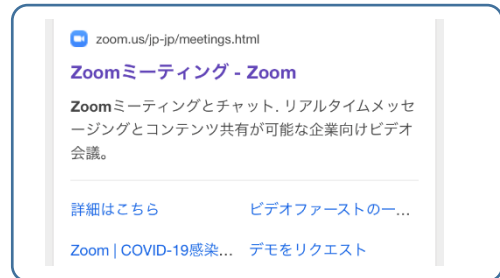 zoom.us/jp-jp/meetings.html
Zoomミーティング - Zoom
Zoomミーティングとチャット. リアルタイムメッセ
ージングとコンテンツ共有が可能な企業向けビデオ
会議。
詳細はこちら ビデオファーストのー...
Zoom | COVID-19感染... デモをリクエスト